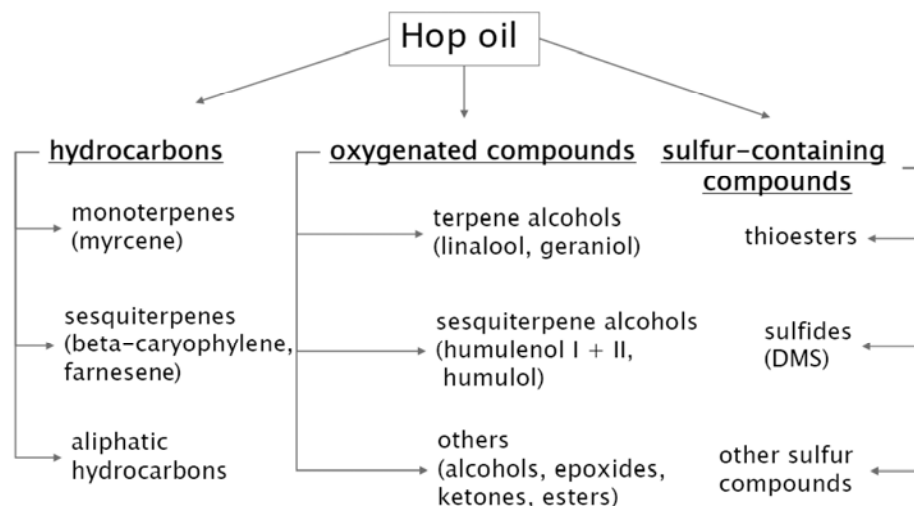 Hop oil
hydrocarbons
monoterpenes
(myrcene)
sesquiterpenes
(beta-caryophylene,
farnesene)
aliphatic
hydrocarbons
oxygenated compounds
terpene alcohols
(linalool, geraniol)
sesquiterpene alcohols
(humulenol I + II,
humulol)
others
(alcohols, epoxides,
ketones, esters)
sulfur-containing
compounds
thioesters
sulfides
(DMS)
other sulfur
compounds